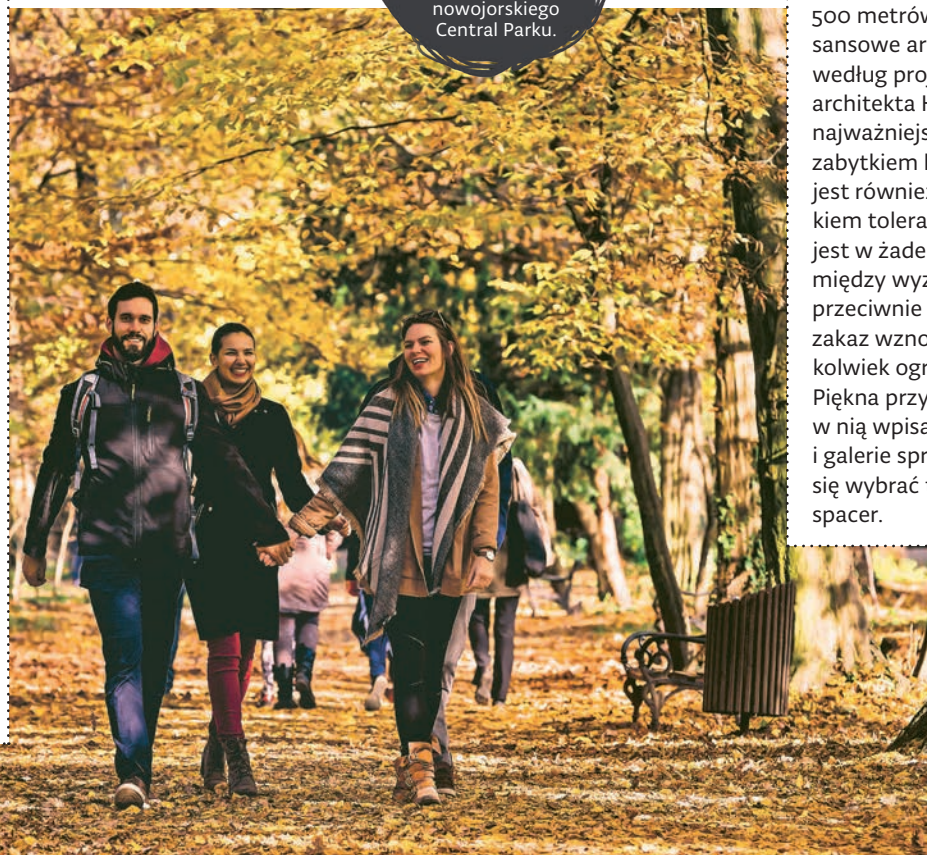 nowojorskiego
Central Parku.
500 metrów
sansowe ar
według proj
architekta H
najważniejs
zabytkiem k
jest również
kiem tolera
jest w żade
między wyz
przeciwnie
zakaz wzno
kolwiek ogr
Piękna przy
w nią wpisa
i galerie spr
się wybrać
spacer.